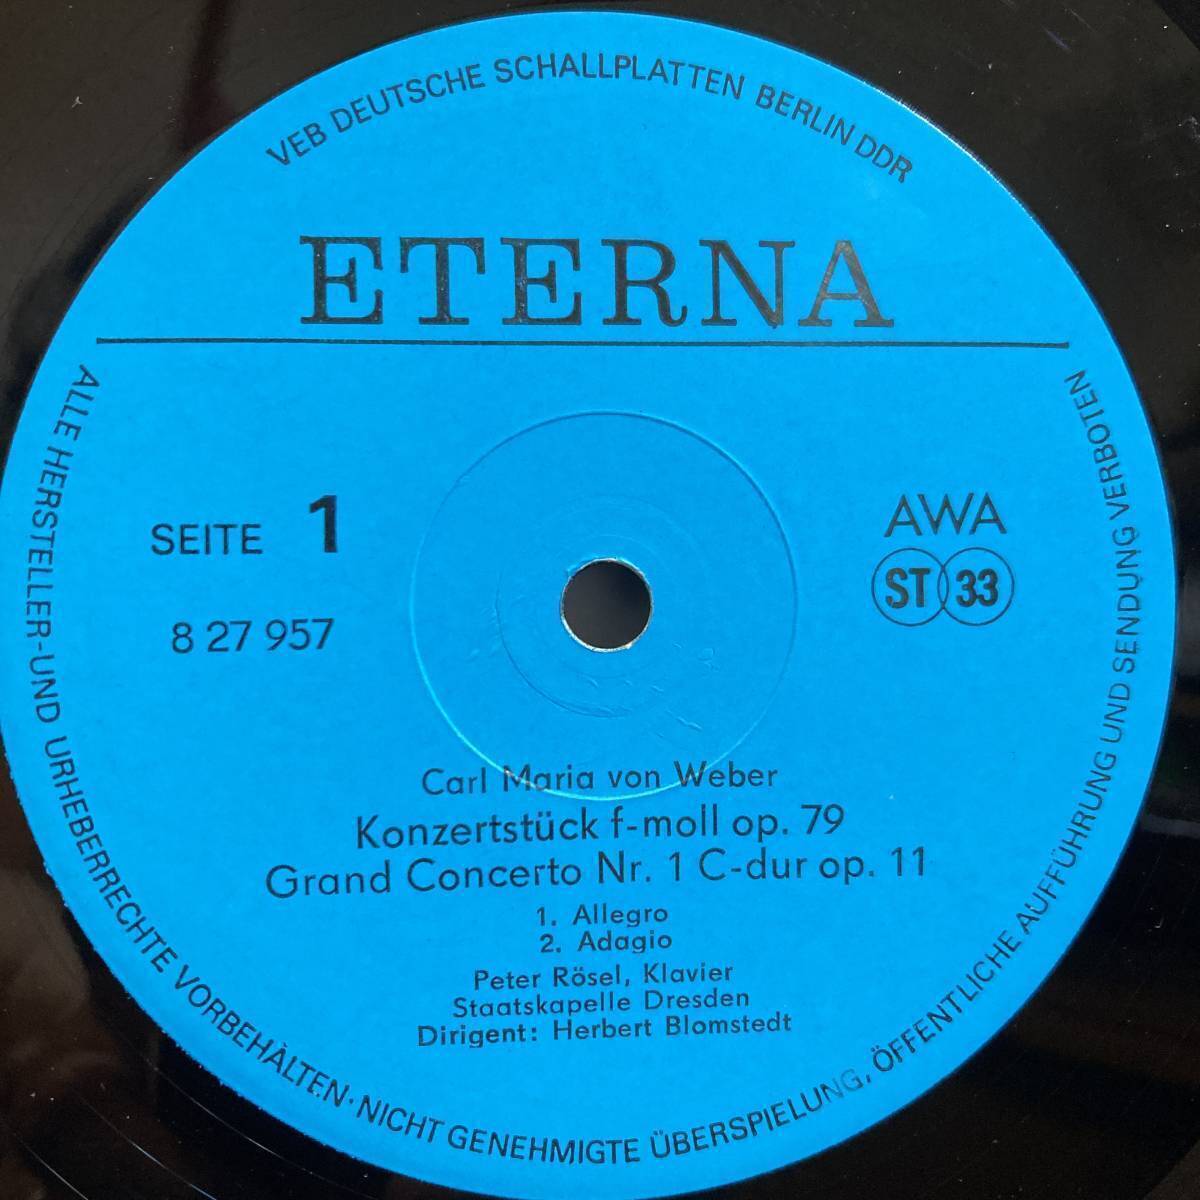 VEB DEUTSCHE SCHALLPLATTEN BERLIN DDR
ETERNA
SEITE 1
8 27 957
AWA
ST 33
Carl Maria von Weber
Konzertstück f-moll op. 79
Grand Concerto Nr. 1 C-dur op. 11
1. Allegro
2. Adagio
Peter Rösel, Klavier
Staatskapelle Dresden
Dirigent: Herbert Blomstedt
ALLE HERSTELLER-UND URHEBERRECHTE VORBEHALTEN·NICHT GENEHMIGTE ÜBERSPIELUNG, ÖFFENTLICHE AUFFÜHRUNG UND SENDUNG VERBOTEN